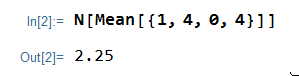 In[2]:= N[Mean[{1, 4, 0, 4}]]
Out[2]= 2.25